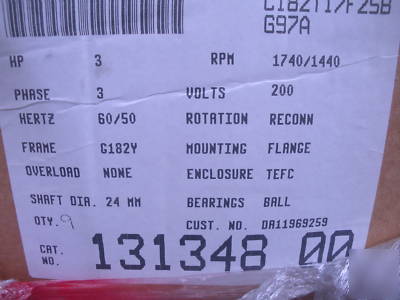 C182T17FZ5B
G97A
HP 3 RPM 1740/1440
PHASE 3 VOLTS 200
HERTZ 60/50 ROTATION RECONN
FRAME G182Y MOUNTING FLANGE
OVERLOAD NONE ENCLOSURE TEFC
SHAFT DIA. 24 MM BEARINGS BALL
QTY. 9 CUST. NO. DA11969259
CAT. NO. 131348 00